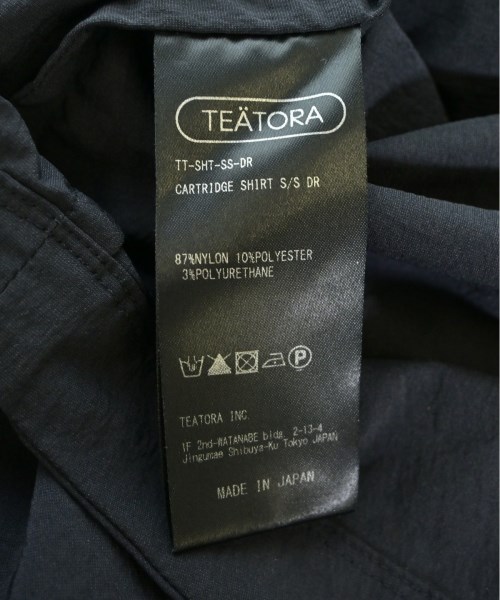 TEÄTORA
TT-SHT-SS-DR
CARTRIDGE SHIRT S/S DR
87%NYLON 10%POLYESTER
3%POLYURETHANE
P
TEATORA INC.
1F 2nd-WATANABE blds. 2-13-4
Jingumae Shibuya-Ku Tokyo JAPAN
MADE IN JAPAN